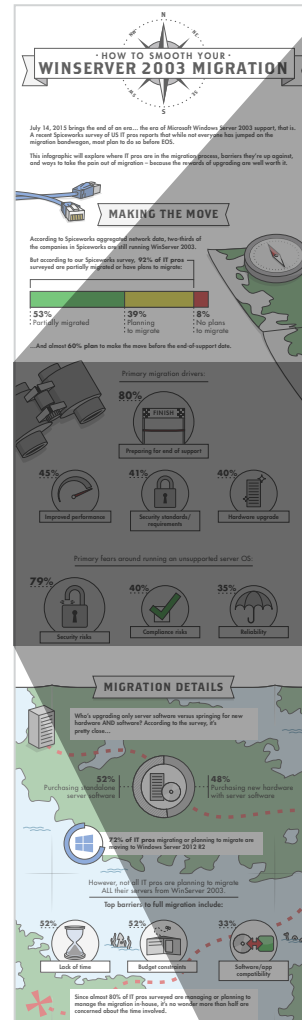 N
NW
NE
· HOW TO SMOOTH YOUR ·
WINSERVER 2003 MIGRATION
W
E
SW
SE
S
July 14, 2015 brings the end of an era… the era of Microsoft Windows Server 2003 support, that is.
A recent Spiceworks survey of US IT pros reports that while not everyone has jumped on the
migration bandwagon, most plan to do so before EOS.
This infographic will explore where IT pros are in the migration process, barriers they're up against,
and ways to take the pain out of migration – because the rewards of upgrading are well worth it.
MAKING THE MOVE
According to Spiceworks aggregated network data, two-thirds of
the companies in Spiceworks are still running WinServer 2003.
But according to our Spiceworks survey, 92% of IT pros
surveyed are partially migrated or have plans to migrate:
53%
Partially migrated
39%
Planning
to migrate
8%
No plans
to migrate
...And almost 60% plan to make the move before the end-of-support date.
Primary migration drivers:
80%
FINISH
Preparing for end of support
45%
Improved performance
41%
Security standards/
requirements
40%
Hardware upgrade
Primary fears around running an unsupported server OS:
79%
Security risks
40%
Compliance risks
35%
Reliability
MIGRATION DETAILS
Who's upgrading only server software versus springing for new
hardware AND software? According to the survey, it's
pretty close…
52%
Purchasing standalone
server software
48%
Purchasing new hardware
with server software
72% of IT pros migrating or planning to migrate are
moving to Windows Server 2012 R2
However, not all IT pros are planning to migrate
ALL their servers from WinServer 2003.
Top barriers to full migration include:
52%
Lack of time
52%
Budget constraints
33%
Software/app
compatibility
Since almost 80% of IT pros surveyed are managing or planning to
manage the migration in-house, it's no wonder more than half are
concerned about the time involved.